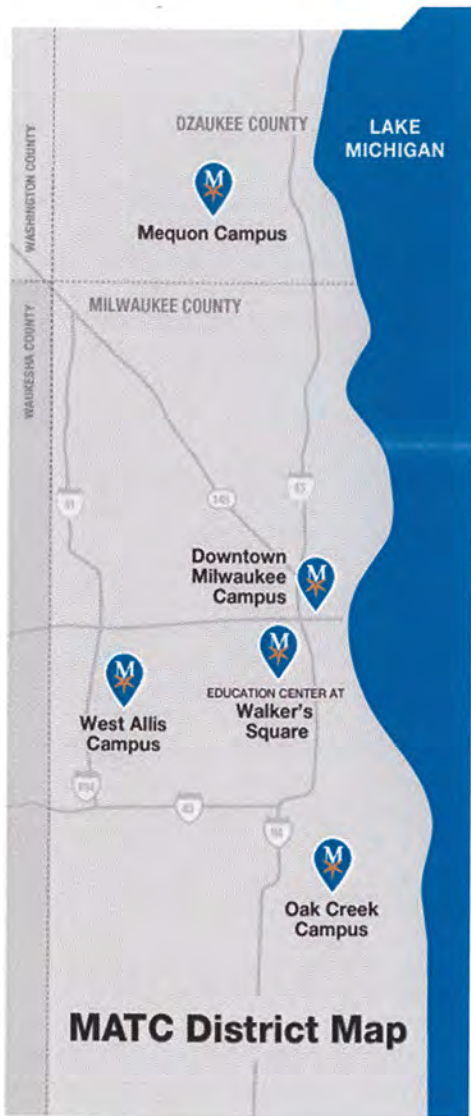 DZAUKEE COUNTY
LAKE
MICHIGAN
WASHINGTON COUNTY
M
Mequon Campus
MILWAUKEE COUNTY
WAUKESHA COUNTY
41
145
43
Downtown
Milwaukee
Campus
M
M
M
EDUCATION CENTER AT
Walker's
Square
West Allis
Campus
894
43
94
M
Oak Creek
Campus
MATC District Map